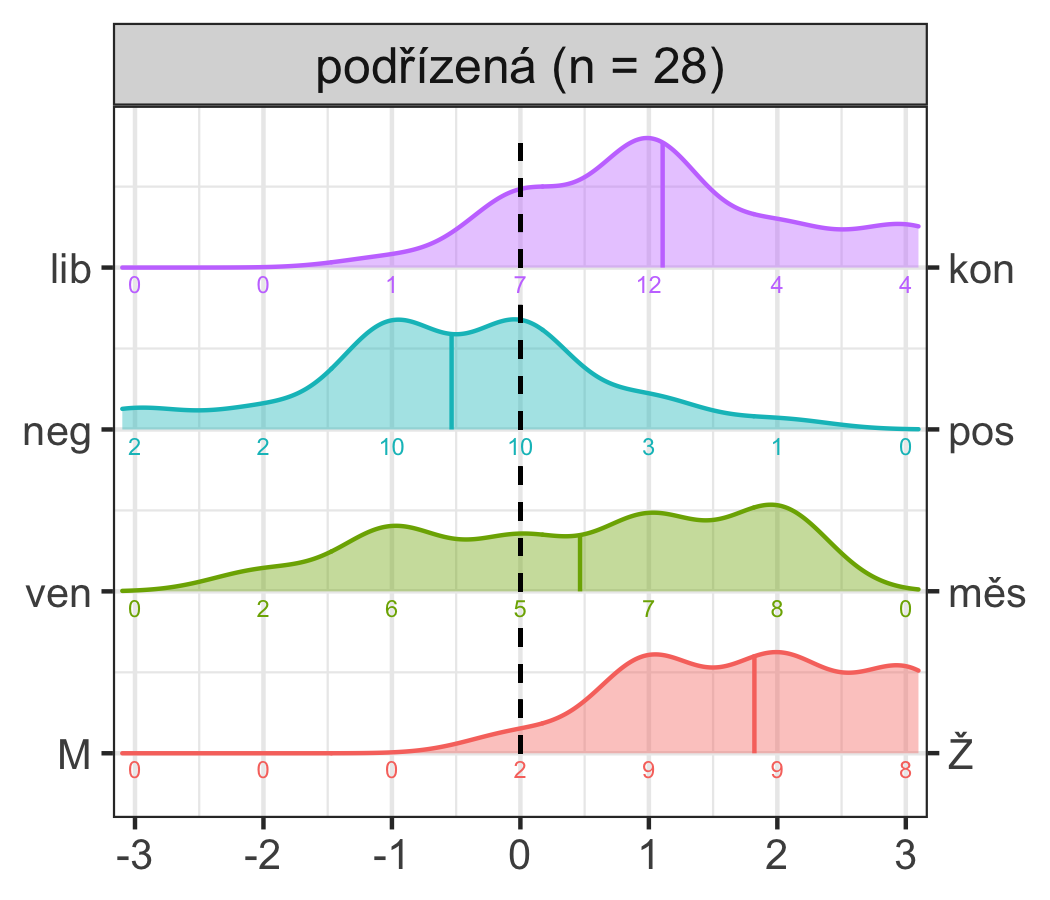 podřízená (n = 28)
lib kon
0 0 1 7 12 4 4
neg pos
2 2 10 10 3 1 0
ven měs
0 2 6 5 7 8 0
M Ž
0 0 0 2 9 9 8
-3 -2 -1 0 1 2 3